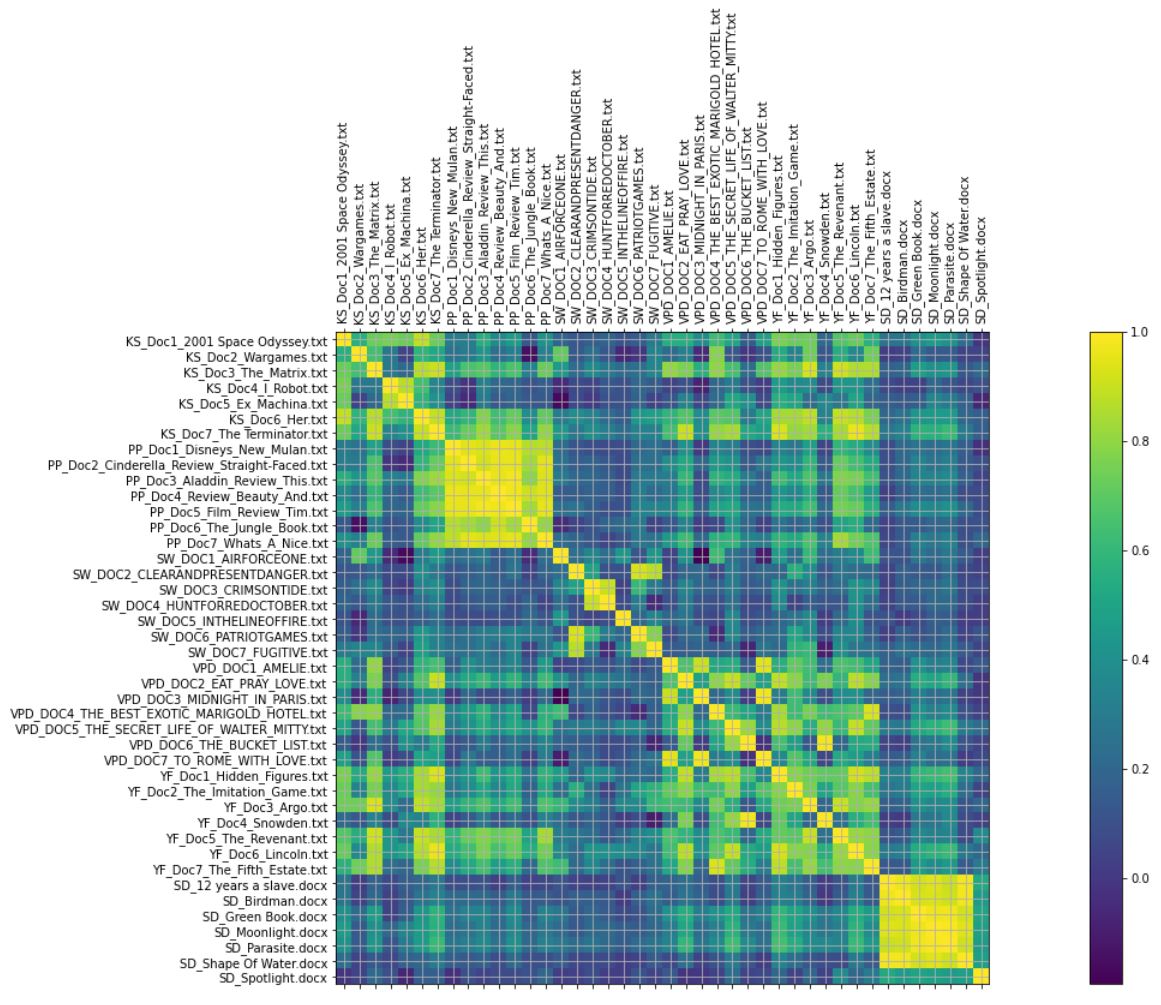 KS_Doc1_2001 Space Odyssey.txt
KS_Doc2_Wargames.txt
KS_Doc3_The_Matrix.txt
KS_Doc4_I_Robot.txt
KS_Doc5_Ex_Machina.txt
KS_Doc6_Her.txt
KS_Doc7_The Terminator.txt
PP_Doc1_Disneys_New_Mulan.txt
PP_Doc2_Cinderella_Review_Straight-Faced.txt
PP_Doc3_Aladdin_Review_This.txt
PP_Doc4_Review_Beauty_And.txt
PP_Doc5_Film_Review_Tim.txt
PP_Doc6_The_Jungle_Book.txt
PP_Doc7_Whats_A_Nice.txt
SW_DOC1_AIRFORCEONE.txt
SW_DOC2_CLEARANDPRESENTDANGER.txt
SW_DOC3_CRIMSONTIDE.txt
SW_DOC4_HUNTFORREDOCTOBER.txt
SW_DOC5_INTHELINEOFFIRE.txt
SW_DOC6_PATRIOTGAMES.txt
SW_DOC7_FUGITIVE.txt
VPD_DOC1_AMELIE.txt
VPD_DOC2_EAT_PRAY_LOVE.txt
VPD_DOC3_MIDNIGHT_IN_PARIS.txt
VPD_DOC4_THE_BEST_EXOTIC_MARIGOLD_HOTEL.txt
VPD_DOC5_THE_SECRET_LIFE_OF_WALTER_MITTY.txt
VPD_DOC6_THE_BUCKET_LIST.txt
VPD_DOC7_TO_ROME_WITH_LOVE.txt
YF_Doc1_Hidden_Figures.txt
YF_Doc2_The_Imitation_Game.txt
YF_Doc3_Argo.txt
YF_Doc4_Snowden.txt
YF_Doc5_The_Revenant.txt
YF_Doc6_Lincoln.txt
YF_Doc7_The_Fifth_Estate.txt
SD_12 years a slave.docx
SD_Birdman.docx
SD_Green Book.docx
SD_Moonlight.docx
SD_Parasite.docx
SD_Shape Of Water.docx
SD_Spotlight.docx
KS_Doc1_2001 Space Odyssey.txt
KS_Doc2_Wargames.txt
KS_Doc3_The_Matrix.txt
KS_Doc4_I_Robot.txt
KS_Doc5_Ex_Machina.txt
KS_Doc6_Her.txt
KS_Doc7_The Terminator.txt
PP_Doc1_Disneys_New_Mulan.txt
PP_Doc2_Cinderella_Review_Straight-Faced.txt
PP_Doc3_Aladdin_Review_This.txt
PP_Doc4_Review_Beauty_And.txt
PP_Doc5_Film_Review_Tim.txt
PP_Doc6_The_Jungle_Book.txt
PP_Doc7_Whats_A_Nice.txt
SW_DOC1_AIRFORCEONE.txt
SW_DOC2_CLEARANDPRESENTDANGER.txt
SW_DOC3_CRIMSONTIDE.txt
SW_DOC4_HUNTFORREDOCTOBER.txt
SW_DOC5_INTHELINEOFFIRE.txt
SW_DOC6_PATRIOTGAMES.txt
SW_DOC7_FUGITIVE.txt
VPD_DOC1_AMELIE.txt
VPD_DOC2_EAT_PRAY_LOVE.txt
VPD_DOC3_MIDNIGHT_IN_PARIS.txt
VPD_DOC4_THE_BEST_EXOTIC_MARIGOLD_HOTEL.txt
VPD_DOC5_THE_SECRET_LIFE_OF_WALTER_MITTY.txt
VPD_DOC6_THE_BUCKET_LIST.txt
VPD_DOC7_TO_ROME_WITH_LOVE.txt
YF_Doc1_Hidden_Figures.txt
YF_Doc2_The_Imitation_Game.txt
YF_Doc3_Argo.txt
YF_Doc4_Snowden.txt
YF_Doc5_The_Revenant.txt
YF_Doc6_Lincoln.txt
YF_Doc7_The_Fifth_Estate.txt
SD_12 years a slave.docx
SD_Birdman.docx
SD_Green Book.docx
SD_Moonlight.docx
SD_Parasite.docx
SD_Shape Of Water.docx
SD_Spotlight.docx
1.0
0.8
0.6
0.4
0.2
0.0